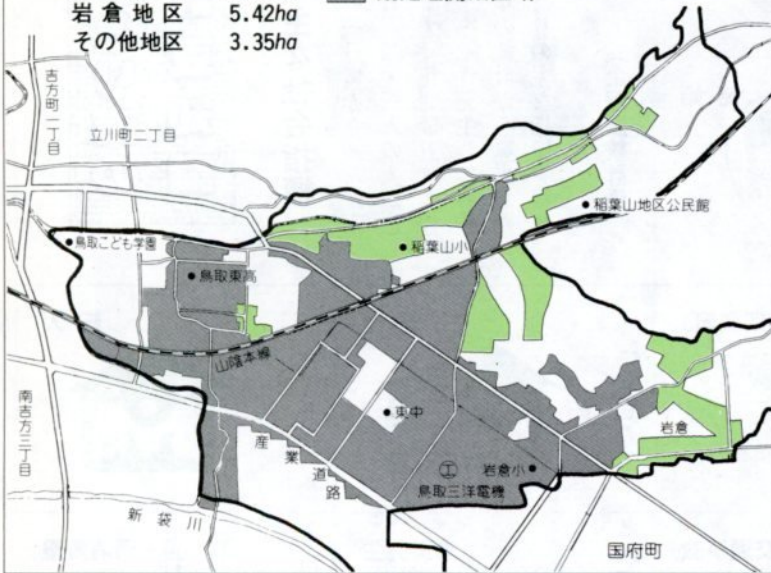 岩倉地区 5.42ha
その他地区 3.35ha
吉方町一丁目
立川町二丁目
鳥取こども学園
鳥取東高
稲葉山小
稲葉山地区公民館
山陰本線
東中
岩倉
南吉方三丁目
産業道路
工
岩倉小
鳥取三洋電機
新袋川
国府町